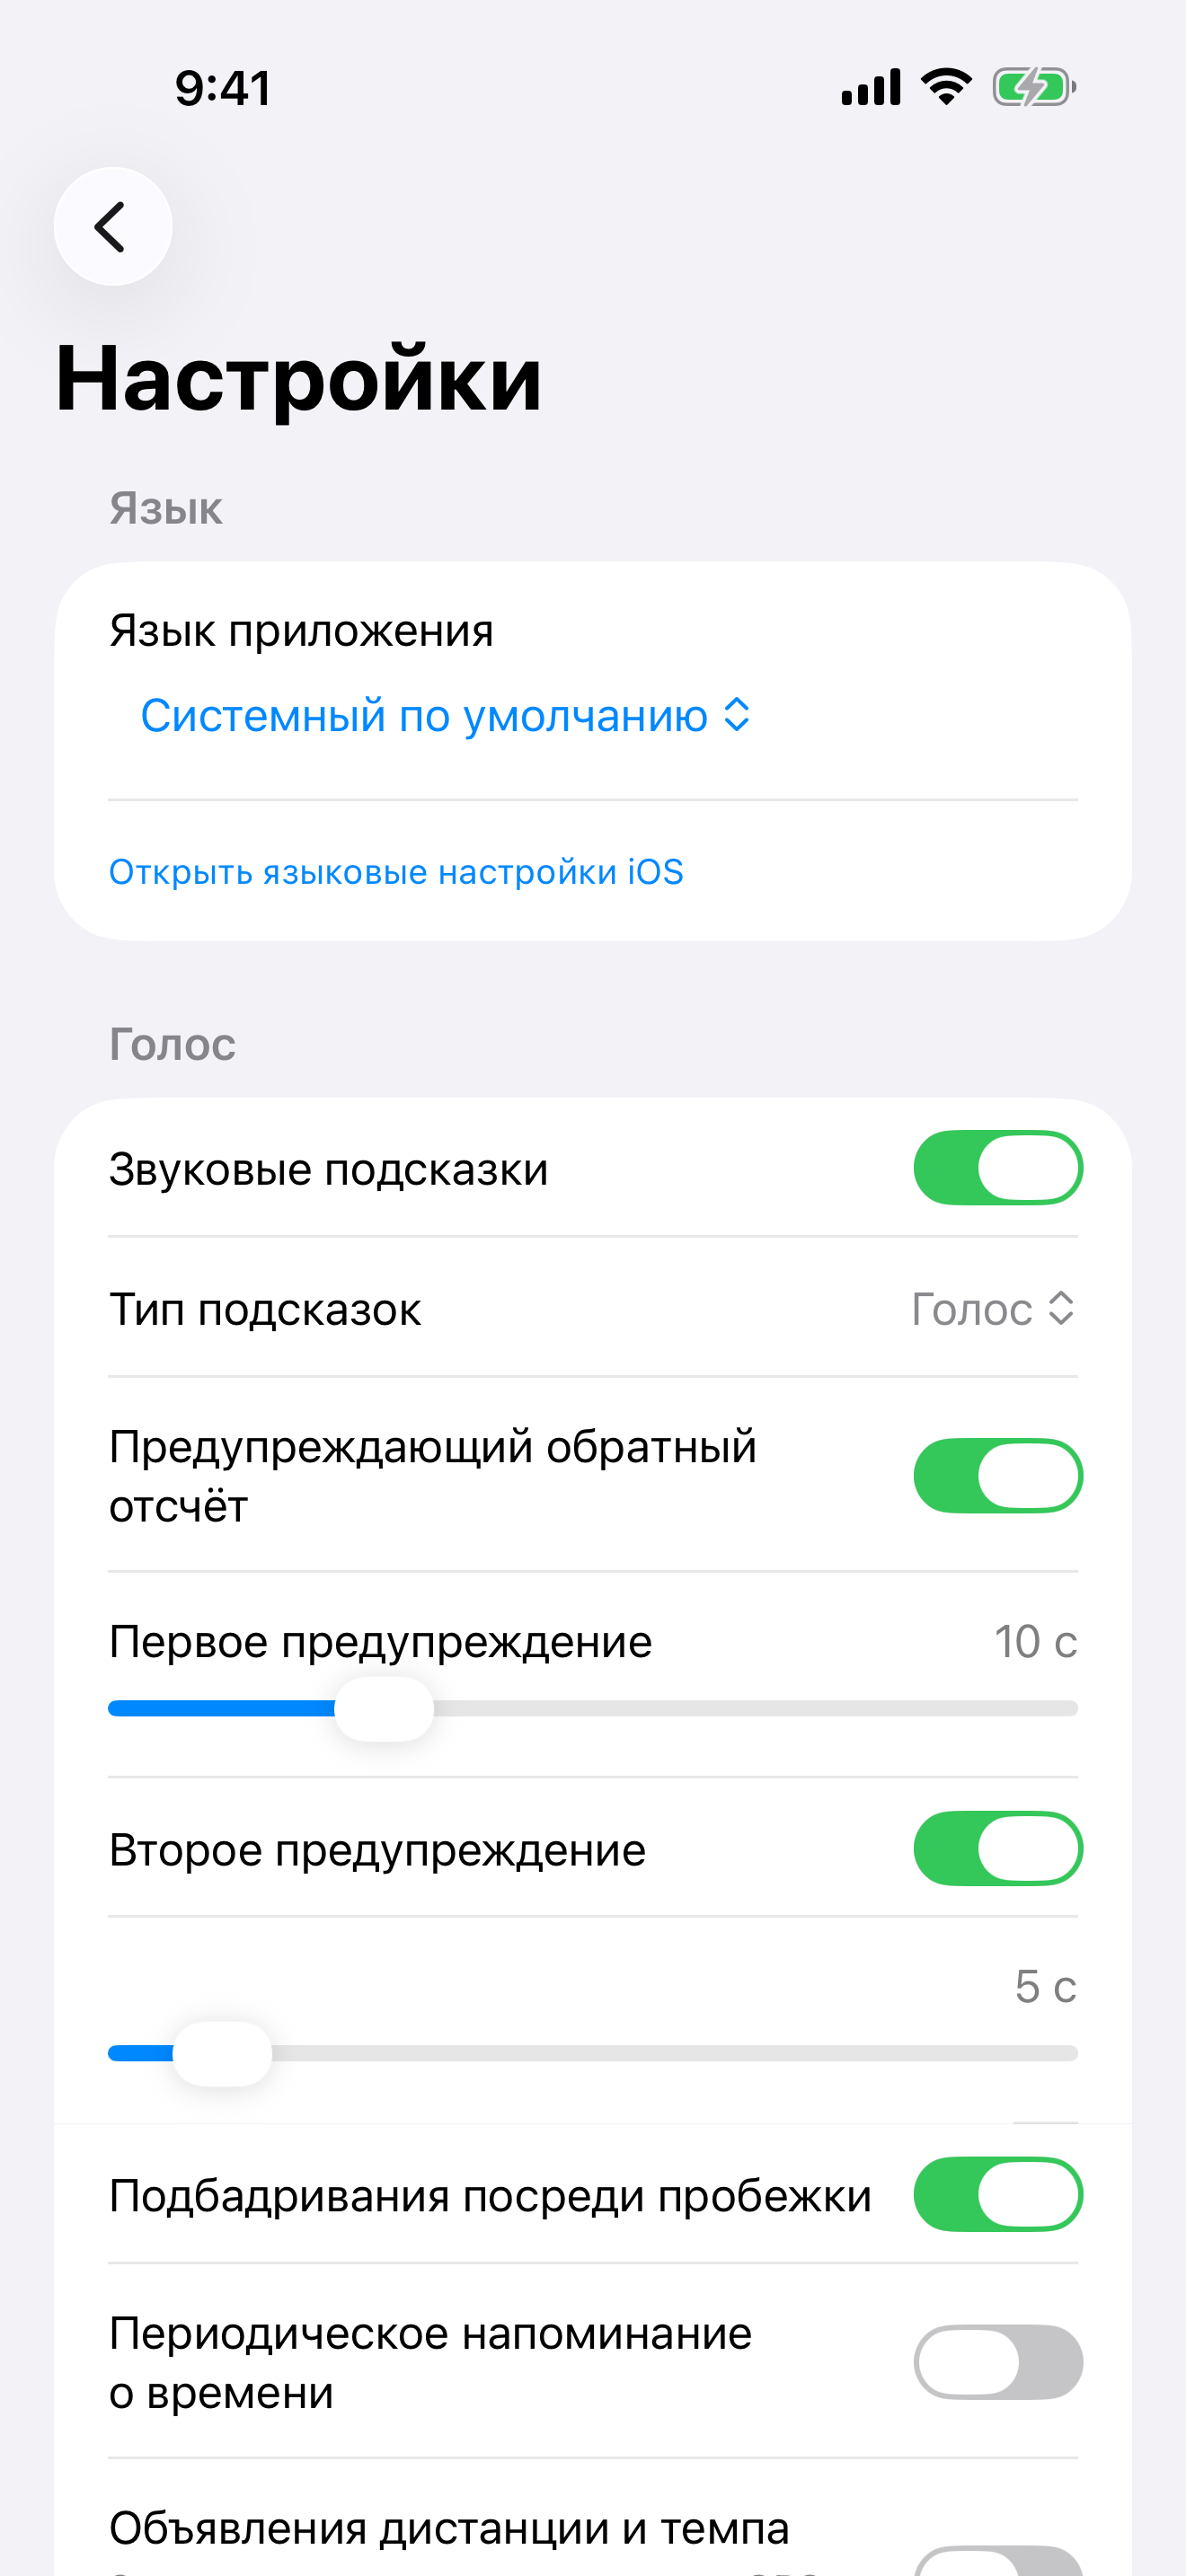 9:41
Настройки
Язык
Язык приложения
Системный по умолчанию
Открыть языковые настройки iOS
Голос
Звуковые подсказки
Тип подсказок
Голос
Предупреждающий обратный
отсчёт
Первое предупреждение
10 с
Второе предупреждение
5 с
Подбадривания посреди пробежки
Периодическое напоминание
о времени
Объявления дистанции и темпа